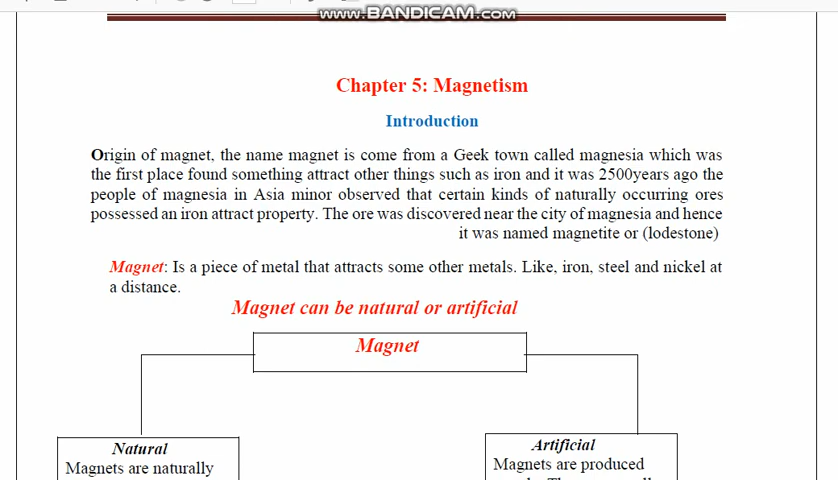 www.BANDICAM.com
Chapter 5: Magnetism
Introduction
Origin of magnet, the name magnet is come from a Geek town called magnesia which was
the first place found something attract other things such as iron and it was 2500years ago the
people of magnesia in Asia minor observed that certain kinds of naturally occurring ores
possessed an iron attract property. The ore was discovered near the city of magnesia and hence
it was named magnetite or (lodestone)
Magnet: Is a piece of metal that attracts some other metals. Like, iron, steel and nickel at
a distance.
Magnet can be natural or artificial
Magnet
Natural
Magnets are naturally
Artificial
Magnets are produced